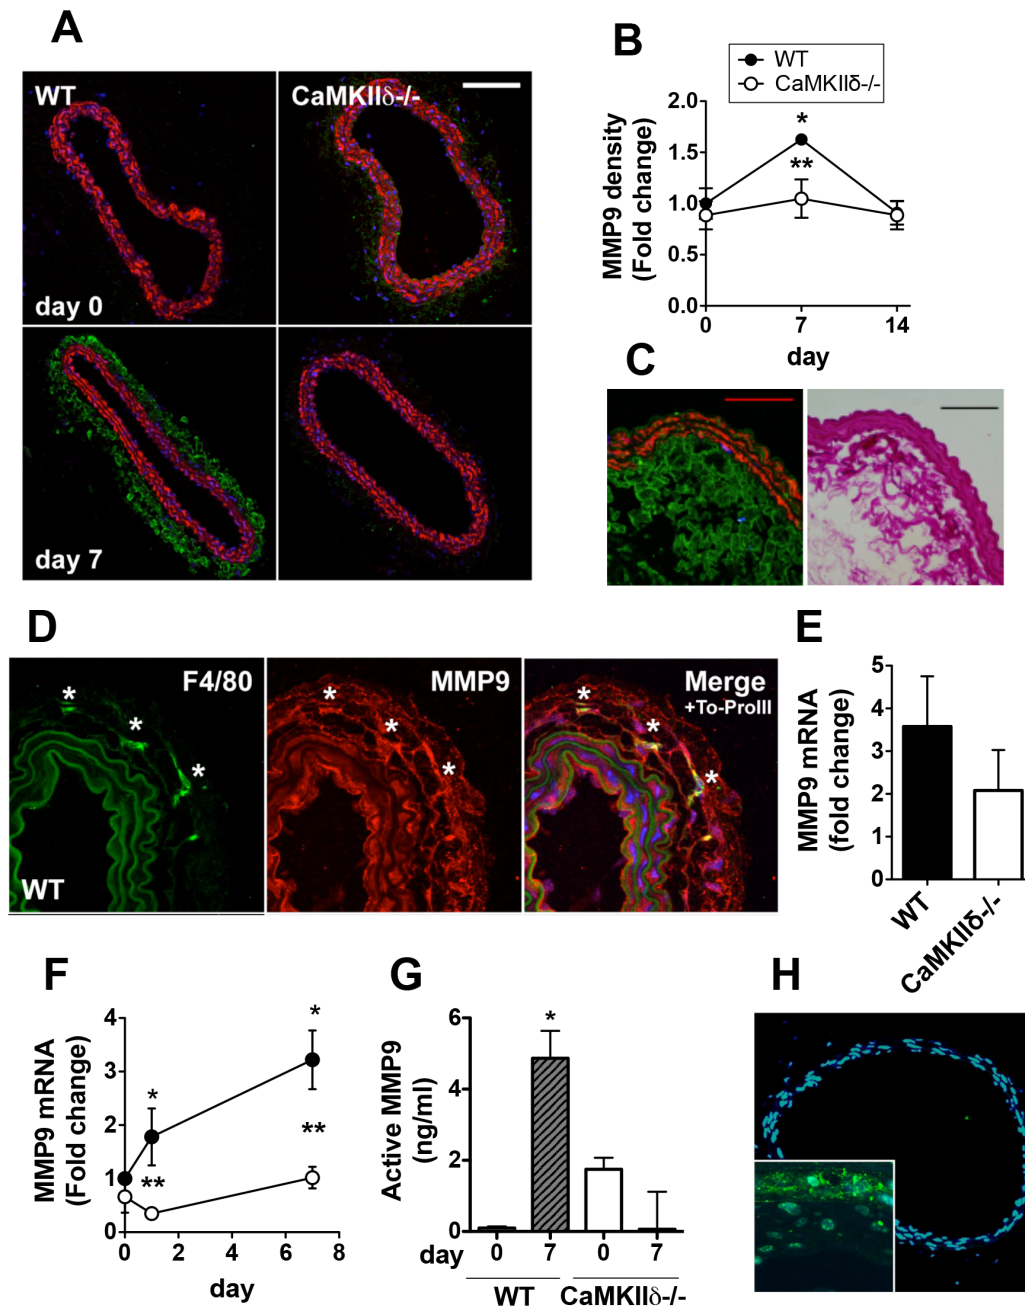 A
WT
CaMKIIδ-/-
day 0
day 7
B
WT
CaMKIIδ-/-
MMP9 density
(Fold change)
2.0
1.5
1.0
0.5
0.0
*
**
0 7 14
day
C
D
F4/80
MMP9
Merge
+To-ProIII
* * *
* * *
* * *
WT
E
MMP9 mRNA
(fold change)
5
4
3
2
1
0
WT
CaMKIIδ-/-
F
MMP9 mRNA
(Fold change)
4
3
2
1
0
*
*
**
**
0 2 4 6 8
day
G
Active MMP9
(ng/ml)
6
4
2
0
*
day 0 7 0 7
WT CaMKIIδ-/-
H